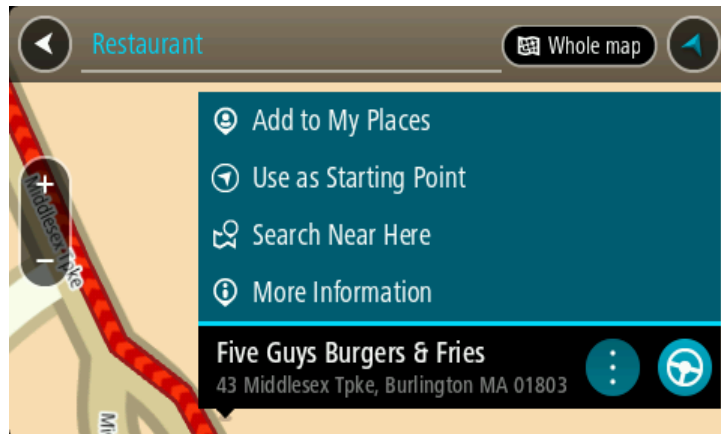 Restaurant
Whole map
Add to My Places
Use as Starting Point
Search Near Here
More Information
+
Middlesex Tpke
–
Five Guys Burgers & Fries
43 Middlesex Tpke, Burlington MA 01803
Mi